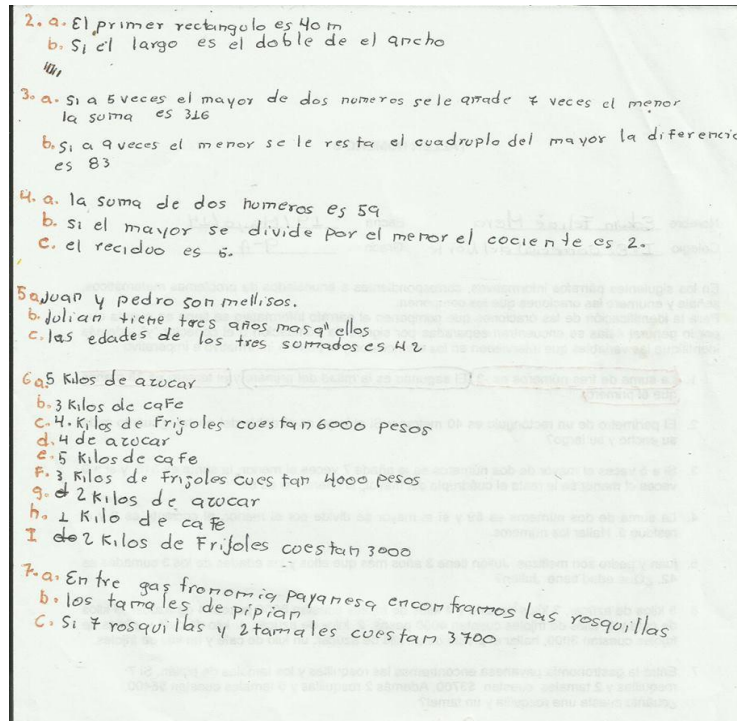 2. a. El primer rectangulo es 40 m
b. Si el largo es el doble de el ancho
3. a. Si a 5 veces el mayor de dos numeros se le añade 7 veces el menor
la suma es 316
b. Si a 9 veces el menor se le resta el cuadruplo del mayor la diferencia
es 83
4. a. la suma de dos numeros es 59
b. si el mayor se divide por el menor el cociente es 2.
c. el reciduo es 5.
5 a. Juan y pedro son mellisos.
b. Julian tiene tres años mas q" ellos
c. las edades de los tres sumados es 42
6 a. 5 Kilos de azucar
b. 3 Kilos de cafe
c. 4. Kilos de frijoles cuestan 6000 pesos
d. 4 de azucar
e. 5 kilos de cafe
F. 3 Kilos de frijoles cuestan 4000 pesos
g. 2 Kilos de azucar
h. 1 Kilo de cafe
I 2 Kilos de Frijoles cuestan 3000
7. a. Entre gastronomia payanesa encontramos las rosquillas
b. los tamales de pipian
c. Si 7 rosquillas y 2 tamales cuestan 3700